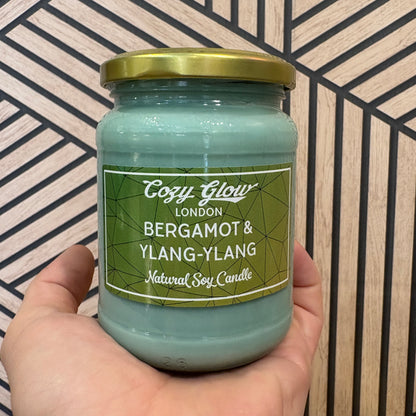 Cozy Glow
LONDON
BERGAMOT &
YLANG-YLANG
Natural Soy Candle